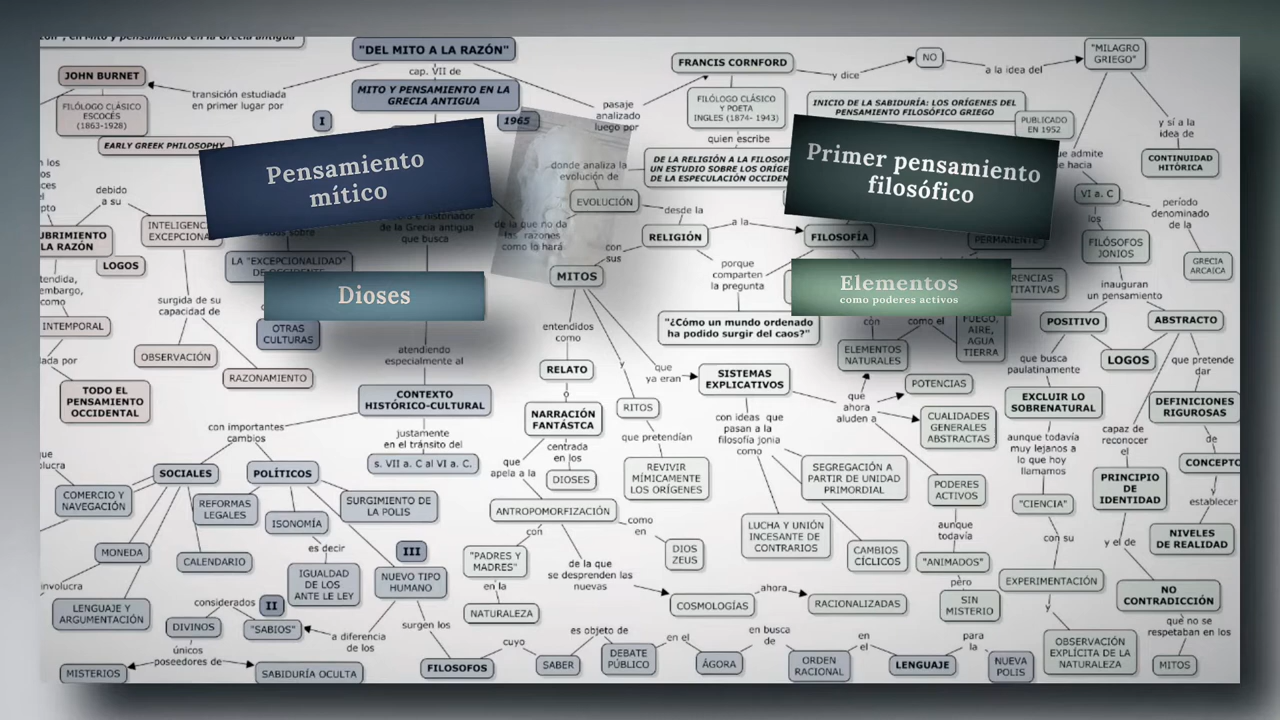 "DEL MITO A LA RAZÓN"
cap. VII de
MITO Y PENSAMIENTO EN LA
GRECIA ANTIGUA
1965
JOHN BURNET
transición estudiada
en primer lugar por
FILÓLOGO CLÁSICO
ESCOCÉS
(1863-1928)
EARLY GREEK PHILOSOPHY
I
pasaje
analizado
luego por
FRANCIS CORNFORD
y dice
NO
a la idea del
"MILAGRO
GRIEGO"
FILÓLOGO CLÁSICO
Y POETA
INGLES (1874- 1943)
quien escribe
INICIO DE LA SABIDURÍA: LOS ORÍGENES DEL
PENSAMIENTO FILOSÓFICO GRIEGO
PUBLICADO
EN 1952
y sí a la
idea de
CONTINUIDAD
HITÓRICA
período
denominado
de la
GRECIA
ARCAICA
Pensamiento
mítico
Primer pensamiento
filosófico
Dioses
Elementos
como poderes activos
debido
a su
LOGOS
surgida de su
capacidad de
OBSERVACIÓN
RAZONAMIENTO
INTEMPORAL
TODO EL
PENSAMIENTO
OCCIDENTAL
OTRAS
CULTURAS
de la Grecia antigua
que busca
atendiendo
especialmente al
CONTEXTO
HISTÓRICO-CULTURAL
justamente
en el tránsito del
s. VII a. C al VI a. C.
con importantes
cambios
SOCIALES
POLÍTICOS
COMERCIO Y
NAVEGACIÓN
MONEDA
LENGUAJE Y
ARGUMENTACIÓN
CALENDARIO
REFORMAS
LEGALES
ISONOMÍA
es decir
IGUALDAD
DE LOS
ANTE LE LEY
SURGIMIENTO DE
LA POLIS
III
NUEVO TIPO
HUMANO
considerados
II
DIVINOS
"SABIOS"
a diferencia
de los
únicos
poseedores de
MISTERIOS
SABIDURÍA OCULTA
surgen los
FILOSOFOS
cuyo
SABER
es objeto de
DEBATE
PÚBLICO
en el
ÁGORA
en busca
de
ORDEN
RACIONAL
en
el
LENGUAJE
para
la
NUEVA
POLIS
donde analiza la
evolución de
EVOLUCIÓN
de la que no da
las razones
como lo hará
con
sus
MITOS
desde la
RELIGIÓN
a la
FILOSOFÍA
porque
comparten
la pregunta
"¿Cómo un mundo ordenado
ha podido surgir del caos?"
entendidos
como
RELATO
o
NARRACIÓN
FANTÁSTCA
centrada
en los
DIOSES
que
apela a la
ANTROPOMORFIZACIÓN
con
"PADRES Y
MADRES"
en la
NATURALEZA
como
en
DIOS
ZEUS
de la que
se desprenden las
nuevas
COSMOLOGÍAS
ahora
RACIONALIZADAS
y
RITOS
que pretendían
REVIVIR
MÍMICAMENTE
LOS ORÍGENES
que
ya eran
SISTEMAS
EXPLICATIVOS
con ideas que
pasan a la
filosofía jonia
como
SEGREGACIÓN A
PARTIR DE UNIDAD
PRIMORDIAL
LUCHA Y UNIÓN
INCESANTE DE
CONTRARIOS
CAMBIOS
CÍCLICOS
que
ahora
aluden a
ELEMENTOS
NATURALES
como el
FUEGO,
AIRE,
AGUA
TIERRA
POTENCIAS
CUALIDADES
GENERALES
ABSTRACTAS
PODERES
ACTIVOS
aunque
todavía
"ANIMADOS"
pero
SIN
MISTERIO
VI a. C
los
FILÓSOFOS
JONIOS
inauguran
un pensamiento
POSITIVO
ABSTRACTO
LOGOS
que busca
paulatinamente
EXCLUIR LO
SOBRENATURAL
aunque todavía
muy lejanos a
lo que hoy
llamamos
"CIENCIA"
con su
EXPERIMENTACIÓN
y
OBSERVACIÓN
EXPLÍCITA DE LA
NATURALEZA
capaz de
reconocer
el
PRINCIPIO
DE
IDENTIDAD
y el de
NO
CONTRADICCIÓN
que no se
respetaban en los
MITOS
que pretende
dar
DEFINICIONES
RIGUROSAS
de
CONCEPTO
establecer
NIVELES
DE REALIDAD